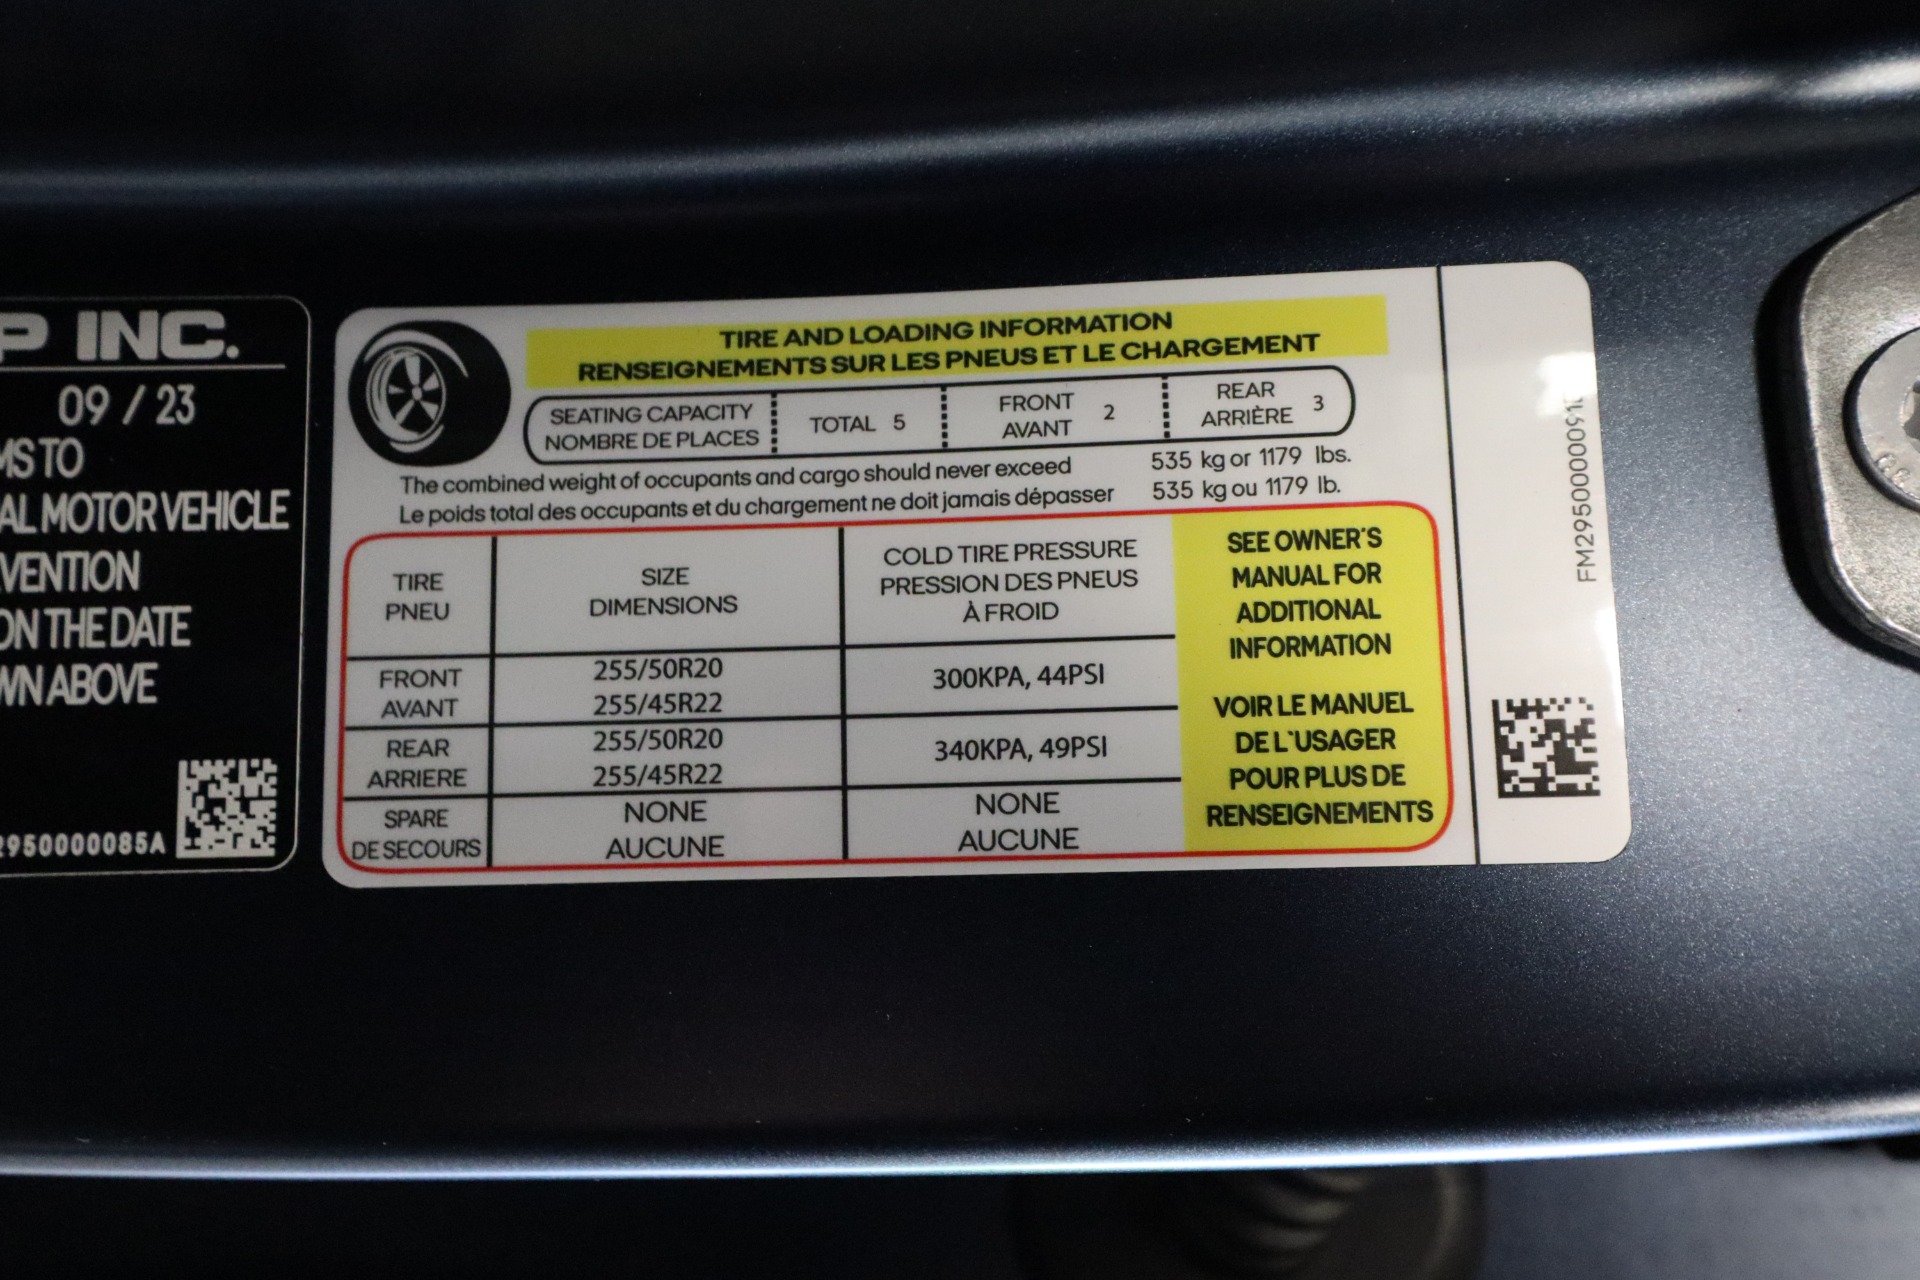 P INC.
09 / 23
MS TO
AL MOTOR VEHICLE
VENTION
ON THE DATE
WN ABOVE
2950000085A
TIRE AND LOADING INFORMATION
RENSEIGNEMENTS SUR LES PNEUS ET LE CHARGEMENT
SEATING CAPACITY
NOMBRE DE PLACES
TOTAL 5
FRONT
AVANT
2
REAR
ARRIÈRE
3
The combined weight of occupants and cargo should never exceed 535 kg or 1179 lbs.
Le poids total des occupants et du chargement ne doit jamais dépasser 535 kg ou 1179 lb.
TIRE
PNEU
SIZE
DIMENSIONS
COLD TIRE PRESSURE
PRESSION DES PNEUS
À FROID
FRONT
AVANT
255/50R20
255/45R22
300KPA, 44PSI
REAR
ARRIERE
255/50R20
255/45R22
340KPA, 49PSI
SPARE
DE SECOURS
NONE
AUCUNE
NONE
AUCUNE
SEE OWNER'S
MANUAL FOR
ADDITIONAL
INFORMATION
VOIR LE MANUEL
DE L'USAGER
POUR PLUS DE
RENSEIGNEMENTS